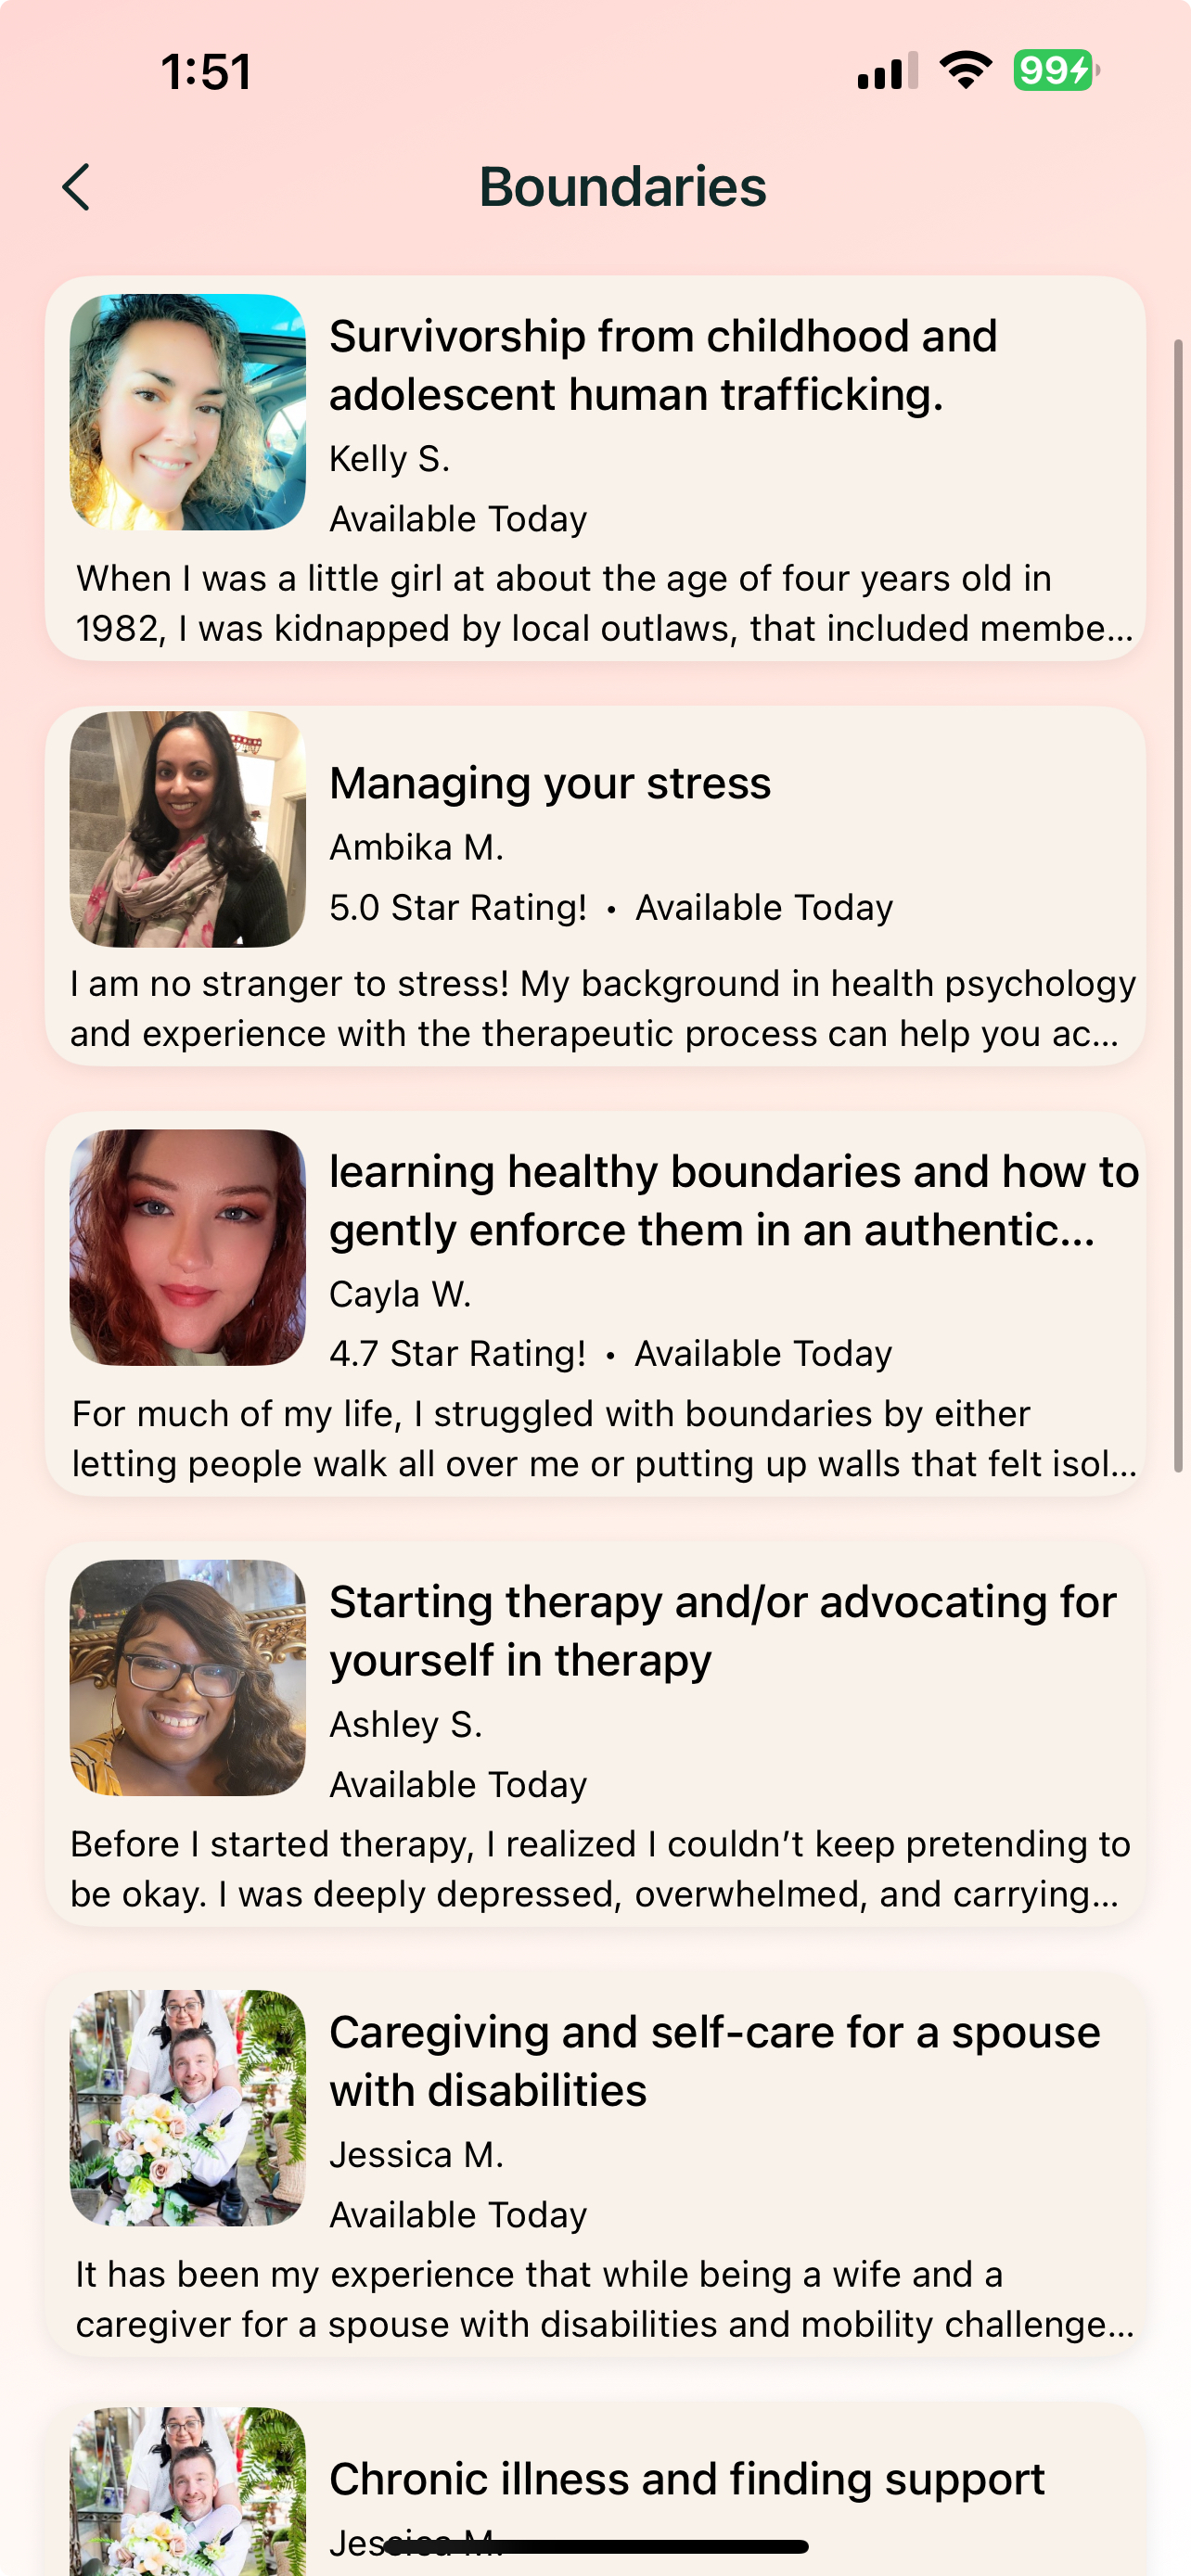 1:51
99
Boundaries
Survivorship from childhood and
adolescent human trafficking.
Kelly S.
Available Today
When I was a little girl at about the age of four years old in
1982, I was kidnapped by local outlaws, that included membe...
Managing your stress
Ambika M.
5.0 Star Rating! • Available Today
I am no stranger to stress! My background in health psychology
and experience with the therapeutic process can help you ac...
learning healthy boundaries and how to
gently enforce them in an authentic...
Cayla W.
4.7 Star Rating! • Available Today
For much of my life, I struggled with boundaries by either
letting people walk all over me or putting up walls that felt isol...
Starting therapy and/or advocating for
yourself in therapy
Ashley S.
Available Today
Before I started therapy, I realized I couldn’t keep pretending to
be okay. I was deeply depressed, overwhelmed, and carrying...
Caregiving and self-care for a spouse
with disabilities
Jessica M.
Available Today
It has been my experience that while being a wife and a
caregiver for a spouse with disabilities and mobility challenge...
Chronic illness and finding support
Jessica M.